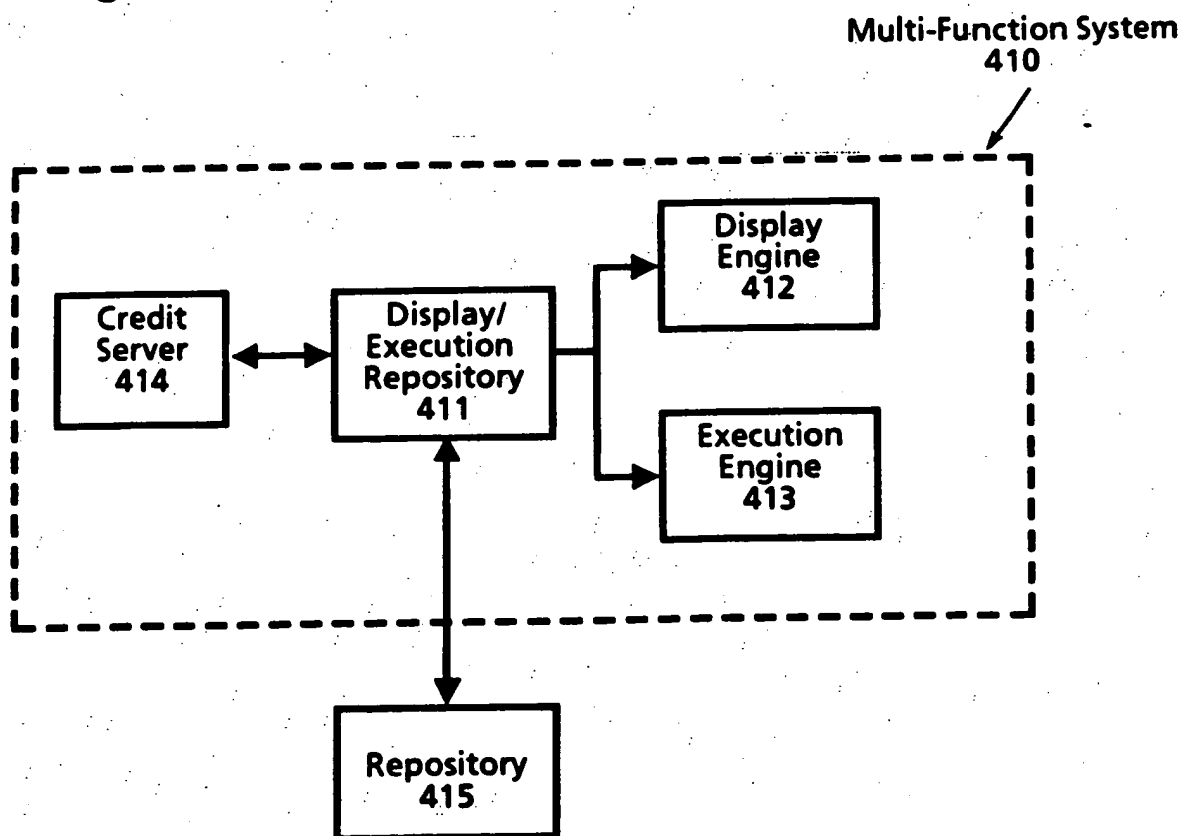 Multi-Function System
410
Display
Engine
412
Credit
Server
414
Display/
Execution
Repository
411
Execution
Engine
413
Repository
415